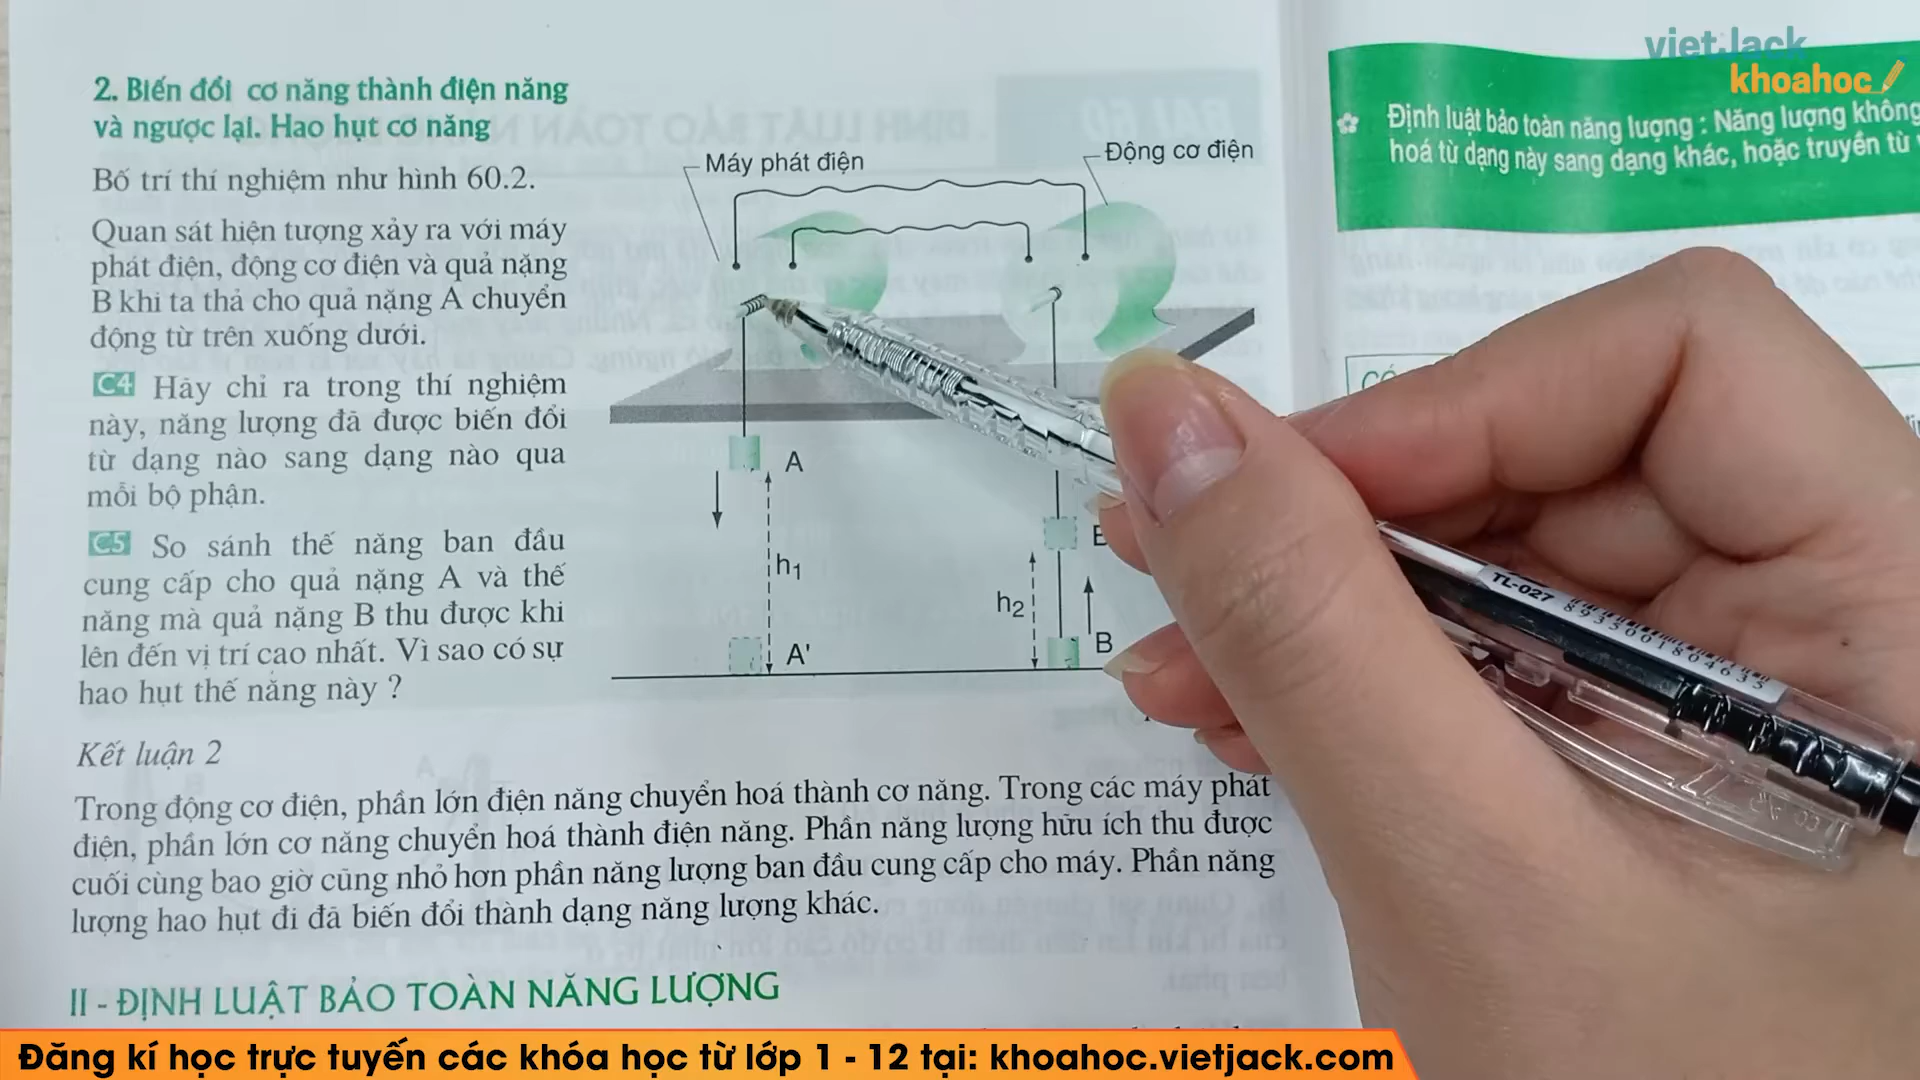 2. Biến đổi cơ năng thành điện năng
và ngược lại. Hao hụt cơ năng
Bố trí thí nghiệm như hình 60.2.
Quan sát hiện tượng xảy ra với máy
phát điện, động cơ điện và quả nặng
B khi ta thả cho quả nặng A chuyển
động từ trên xuống dưới.
C4 Hãy chỉ ra trong thí nghiệm
này, năng lượng đã được biến đổi
từ dạng nào sang dạng nào qua
mỗi bộ phận.
C5 So sánh thế năng ban đầu
cung cấp cho quả nặng A và thế
năng mà quả nặng B thu được khi
lên đến vị trí cao nhất. Vì sao có sự
hao hụt thế năng này ?
Máy phát điện
Động cơ điện
A
h1
A'
h2
B
Kết luận 2
Trong động cơ điện, phần lớn điện năng chuyển hoá thành cơ năng. Trong các máy phát
điện, phần lớn cơ năng chuyển hoá thành điện năng. Phần năng lượng hữu ích thu được
cuối cùng bao giờ cũng nhỏ hơn phần năng lượng ban đầu cung cấp cho máy. Phần năng
lượng hao hụt đi đã biến đổi thành dạng năng lượng khác.
II - ĐỊNH LUẬT BẢO TOÀN NĂNG LƯỢNG
vietJack
khoahoc
Định luật bảo toàn năng lượng : Năng lượng không
hoá từ dạng này sang dạng khác, hoặc truyền từ
TL-027
8935001804635
Đăng kí học trực tuyến các khóa học từ lớp 1 - 12 tại: khoahoc.vietjack.com